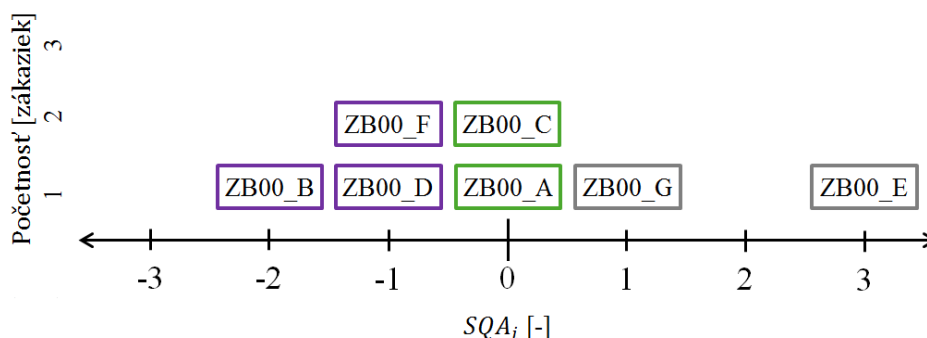 Početnosť [zákaziek]
3
2
1
ZB00_F ZB00_C
ZB00_B ZB00_D ZB00_A ZB00_G ZB00_E
-3 -2 -1 0 1 2 3
SQA_i [-]